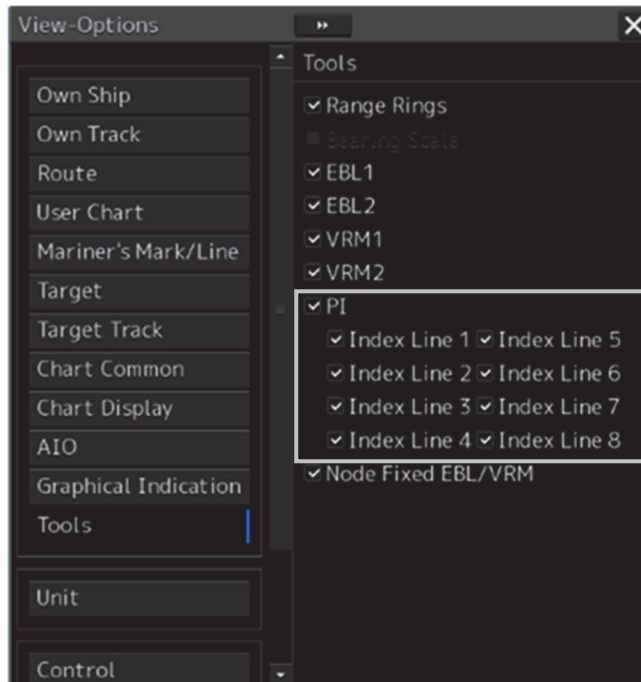 View-Options
Own Ship
Own Track
Route
User Chart
Mariner's Mark/Line
Target
Target Track
Chart Common
Chart Display
AIO
Graphical Indication
Tools
Unit
Control
Tools
Range Rings
Bearing Scale
EBL1
EBL2
VRM1
VRM2
PI
Index Line 1 Index Line 5
Index Line 2 Index Line 6
Index Line 3 Index Line 7
Index Line 4 Index Line 8
Node Fixed EBL/VRM